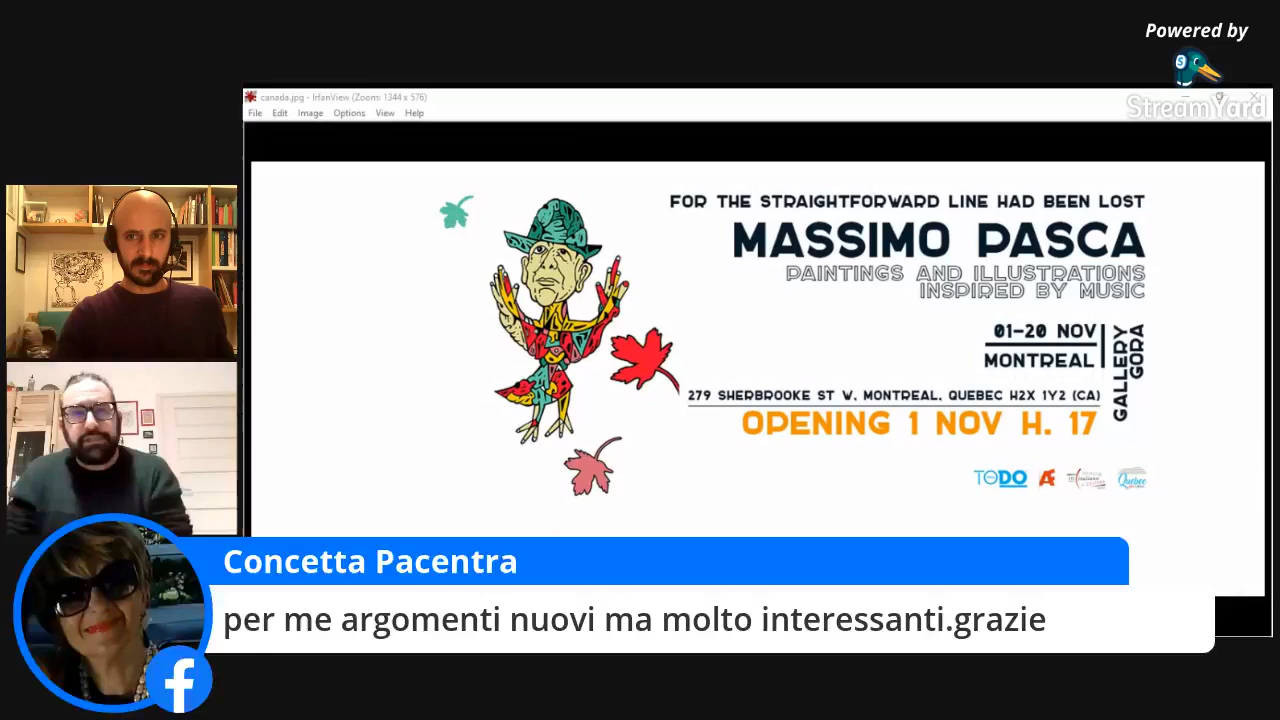 Powered by
StreamYard
canada.jpg - IrfanView (Zoom: 1344 x 576)
File Edit Image Options View Help
FOR THE STRAIGHTFORWARD LINE HAD BEEN LOST
MASSIMO PASCA
PAINTINGS AND ILLUSTRATIONS
INSPIRED BY MUSIC
01-20 NOV
MONTREAL
GALLERY
GORA
279 SHERBROOKE ST W, MONTREAL, QUEBEC H2X 1Y2 (CA)
OPENING 1 NOV H. 17
TODO
Quebec
Concetta Pacentra
per me argomenti nuovi ma molto interessanti.grazie